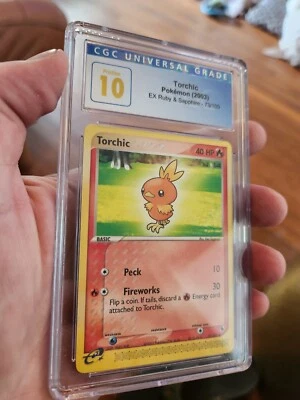 CGC UNIVERSAL GRADE
10
Torchic
Pokémon (2003)
EX Ruby & Sapphire
Torchic
40 HP
BASIC
Peck 10
Fireworks 30
Flip a coin. If tails, discard a Energy card
attached to Torchic.